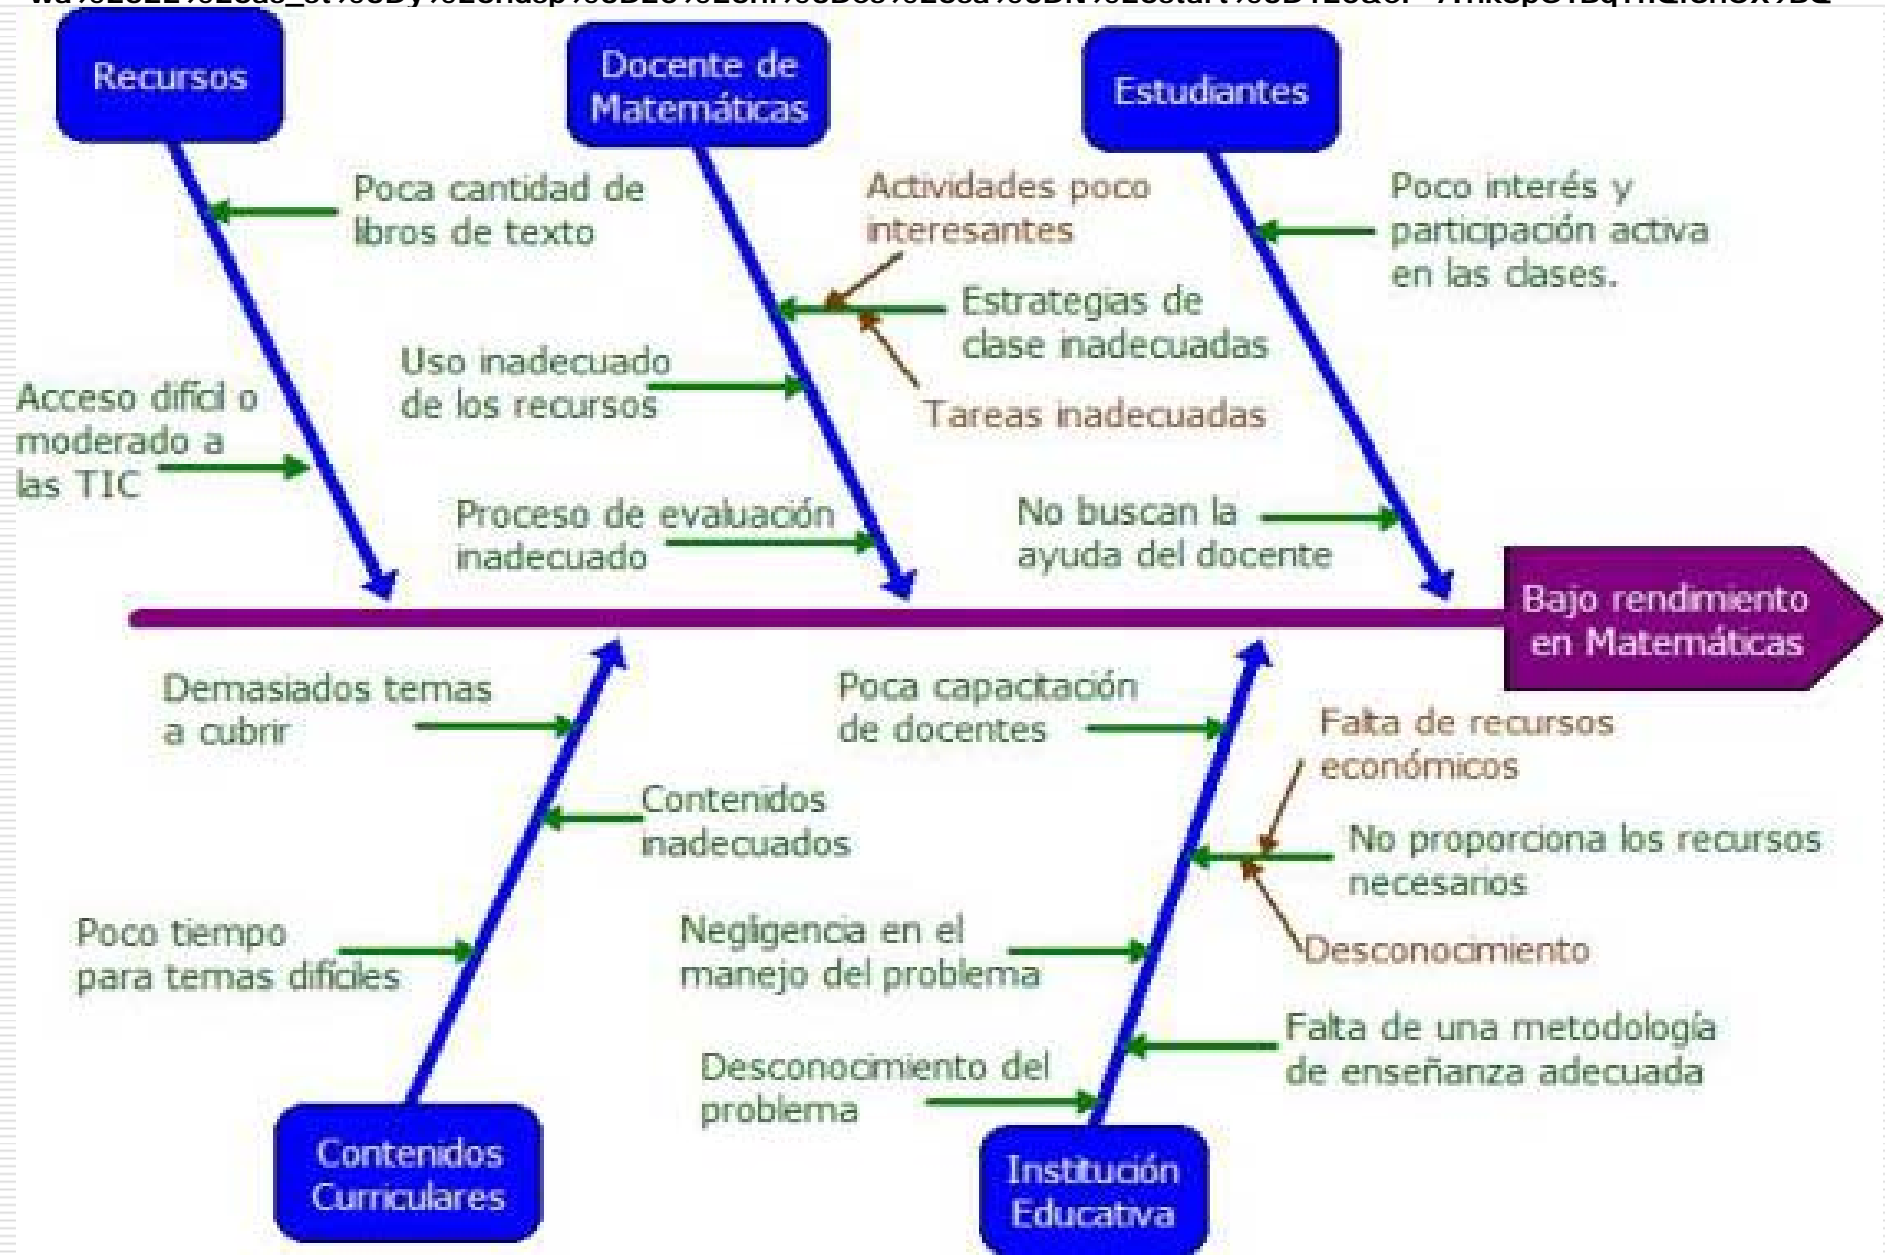 Recursos
Docente de
Matemáticas
Estudiantes
Poca cantidad de
libros de texto
Actividades poco
interesantes
Poco interés y
participación activa
en las clases.
Estrategias de
clase inadecuadas
Uso inadecuado
de los recursos
Tareas inadecuadas
Acceso difícil o
moderado a
las TIC
Proceso de evaluación
inadecuado
No buscan la
ayuda del docente
Bajo rendimiento
en Matemáticas
Demasiados temas
a cubrir
Poca capacitación
de docentes
Falta de recursos
económicos
Contenidos
inadecuados
No proporciona los recursos
necesarios
Poco tiempo
para temas difíciles
Negligencia en el
manejo del problema
Desconocimiento
Falta de una metodología
de enseñanza adecuada
Desconocimiento del
problema
Contenidos
Curriculares
Institución
Educativa